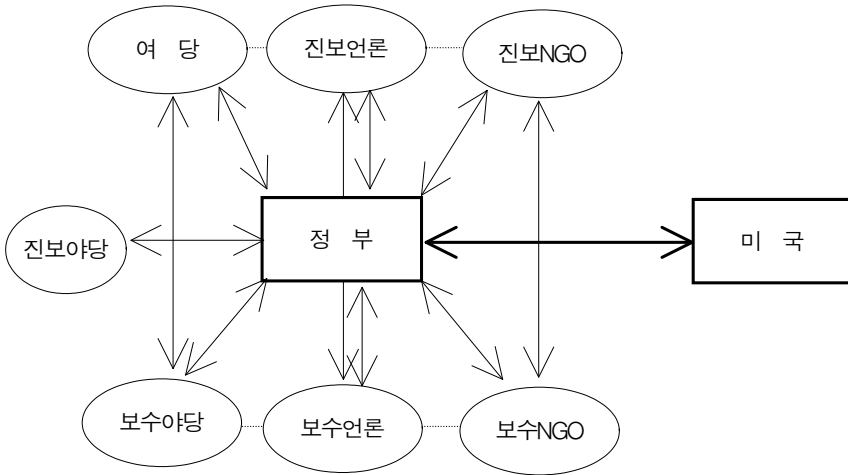 여 당
진보언론
진보NGO
정 부
미 국
진보야당
보수야당
보수언론
보수NGO